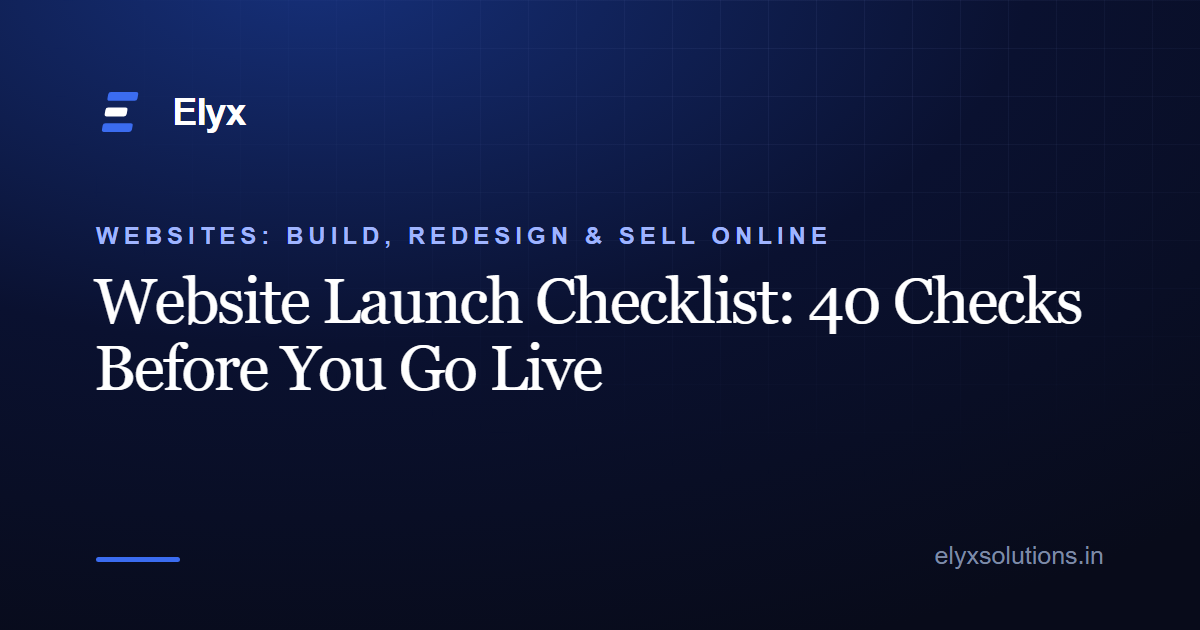 Elyx
WEBSITES: BUILD, REDESIGN & SELL ONLINE
Website Launch Checklist: 40 Checks
Before You Go Live
elyxsolutions.in